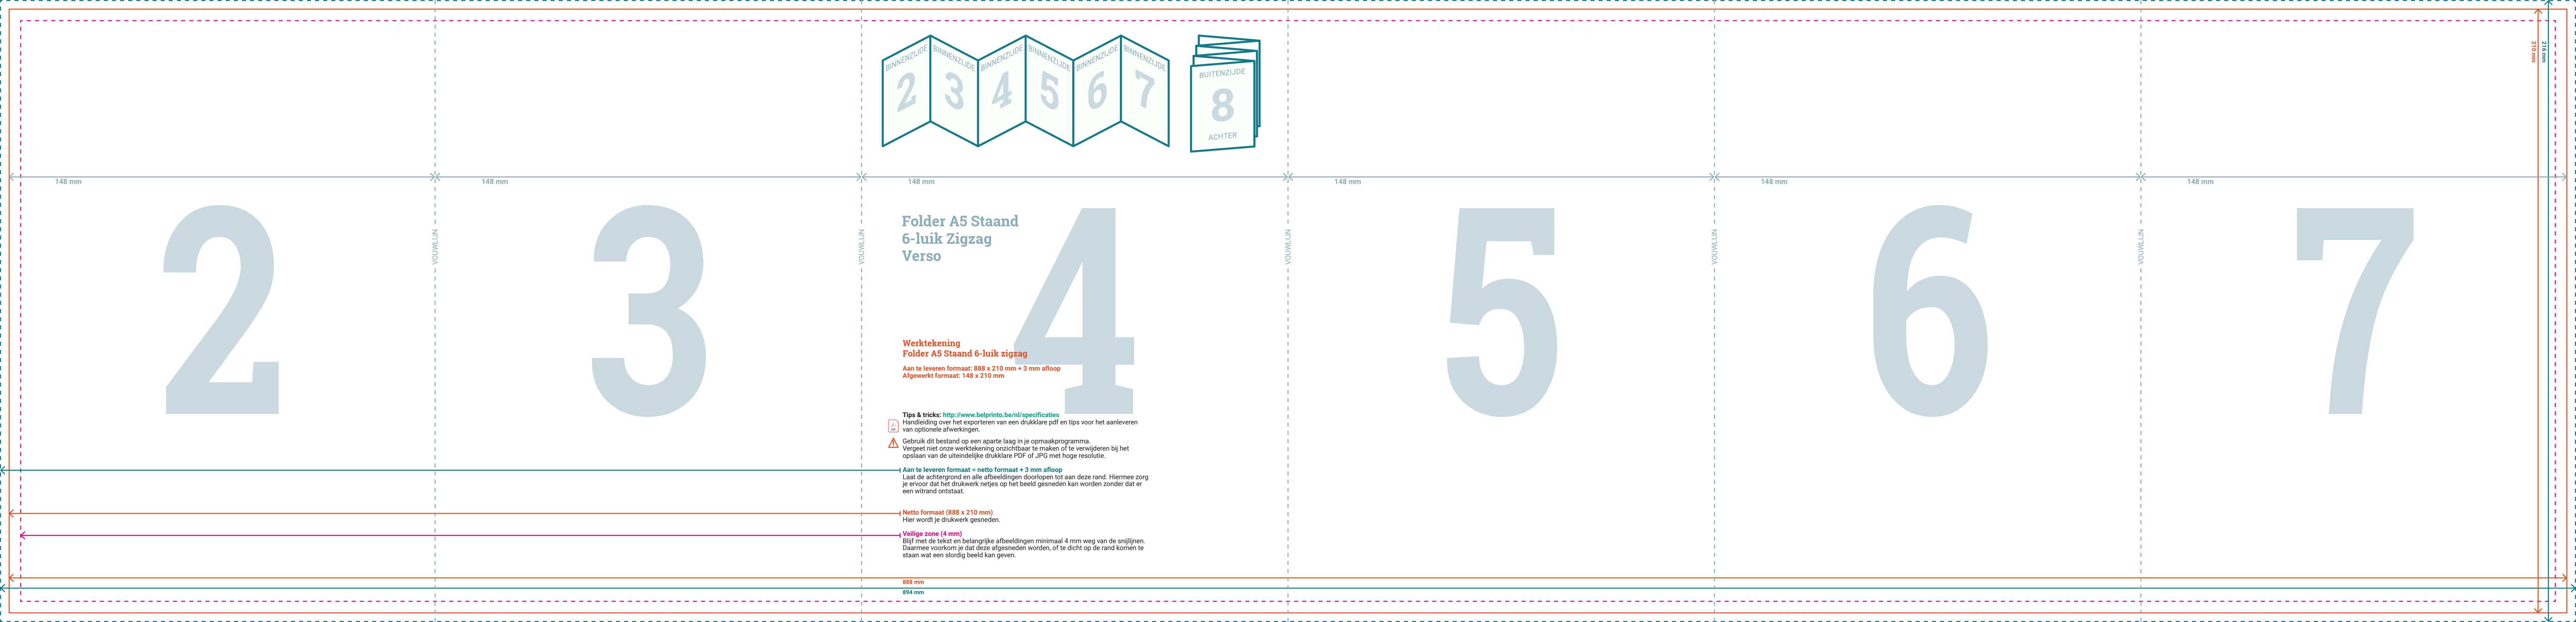 BINNENZIJDE
BINNENZIJDE
BINNENZIJDE
BINNENZIJDE
BINNENZIJDE
BINNENZIJDE
2
3
4
5
6
7
BUITENZIJDE
8
ACHTER
210 mm
216 mm
148 mm
148 mm
148 mm
148 mm
148 mm
148 mm
2
3
4
5
6
7
VOUWLIJN
VOUWLIJN
VOUWLIJN
VOUWLIJN
VOUWLIJN
Folder A5 Staand
6-luik Zigzag
Verso
Werktekening
Folder A5 Staand 6-luik zigzag
Aan te leveren formaat: 888 x 210 mm + 3 mm afloop
Afgewerkt formaat: 148 x 210 mm
Tips & tricks: http://www.belprinto.be/nl/specificaties
Handleiding over het exporteren van een drukklare pdf en tips voor het aanleveren
van optionele afwerkingen.
Gebruik dit bestand op een aparte laag in je opmaakprogramma.
Vergeet niet onze werktekening onzichtbaar te maken of te verwijderen bij het
opslaan van de uiteindelijke drukklare PDF of JPG met hoge resolutie.
Aan te leveren formaat = netto formaat + 3 mm afloop
Laat de achtergrond en alle afbeeldingen doorlopen tot aan deze rand. Hiermee zorg
je ervoor dat het drukwerk netjes op het beeld gesneden kan worden zonder dat er
een witrand ontstaat.
Netto formaat (888 x 210 mm)
Hier wordt je drukwerk gesneden.
Veilige zone (4 mm)
Blijf met de tekst en belangrijke afbeeldingen minimaal 4 mm weg van de snijlijnen.
Daarmee voorkom je dat deze afgesneden worden, of te dicht op de rand komen te
staan wat een slordig beeld kan geven.
888 mm
894 mm